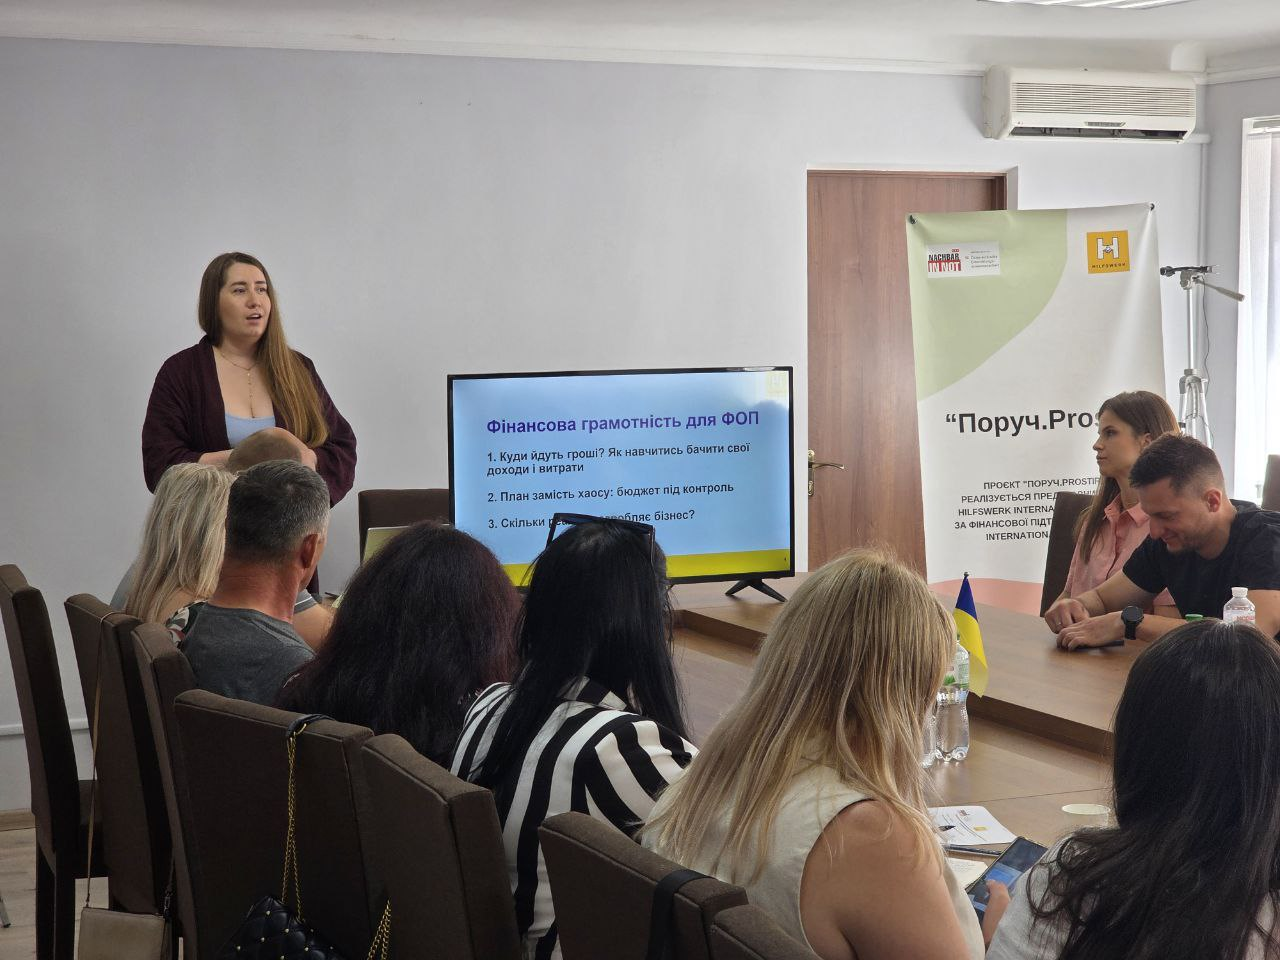 Фінансова грамотність для ФОП
1. Куди йдуть гроші? Як навчитись бачити свої
доходи і витрати
2. План замість хаосу: бюджет під контроль
3. Скільки бізнес?
NACHBAR
IN NOT
H
HILFSWERK
“Поруч.Pros
ПРОЄКТ "ПОРУЧ.PROSTIR
РЕАЛІЗУЄТЬСЯ
HILFSWERK INTERNA
ЗА ФІНАНСОВОЇ ПІДТ
INTERNATION